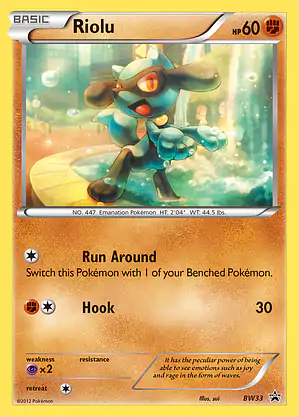 BASIC Riolu HP60
NO. 447 Emanation Pokémon HT: 2'04" WT: 44.5 lbs.
Run Around
Switch this Pokémon with 1 of your Benched Pokémon.
Hook 30
weakness resistance
×2
retreat
It has the peculiar power of being
able to see emotions such as joy
and rage in the form of waves.
©2012 Pokémon Illus. sui BW33